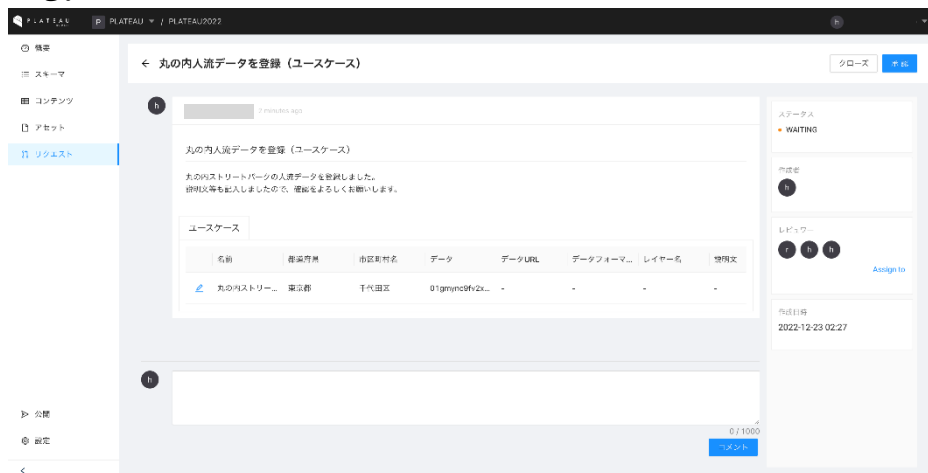 PLATEAU
P PLATEAU / PLATEAU2022
h
概要
スキーマ
コンテンツ
アセット
リクエスト
公開
設定
← 丸の内人流データを登録（ユースケース）
クローズ
承認
h
2 minutes ago
丸の内人流データを登録（ユースケース）
丸の内ストリートパークの人流データを登録しました。
説明文等も記入しましたので、確認をよろしくお願いします。
ユースケース
名前 都道府県 市区町村名 データ データURL データフォーマ... レイヤー名 説明文
丸の内ストリー... 東京都 千代田区 01gmync9fv2x... - - - -
h
0 / 1000
コメント
ステータス
WAITING
作成者
h
レビュワー
r h h
Assign to
作成日時
2022-12-23 02:27